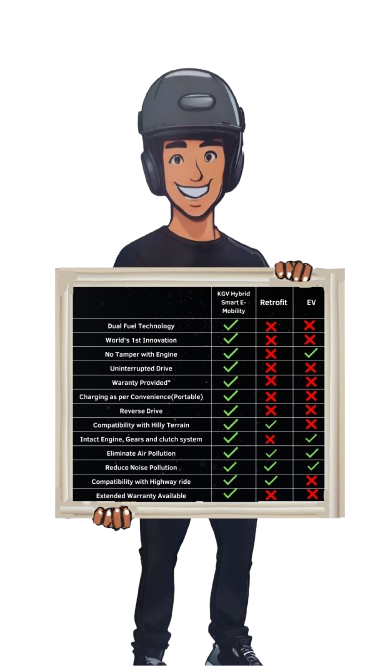 KGV Hybrid
Smart E-
Mobility
Retrofit
EV
Dual Fuel Technology
World's 1st Innovation
No Tamper with Engine
Uninterrupted Drive
Waranty Provided*
Charging as per Convenience(Portable)
Reverse Drive
Compatibility with Hilly Terrain
Intact Engine, Gears and clutch system
Eliminate Air Pollution
Reduce Noise Pollution
Compatibility with Highway ride
Extended Warranty Available